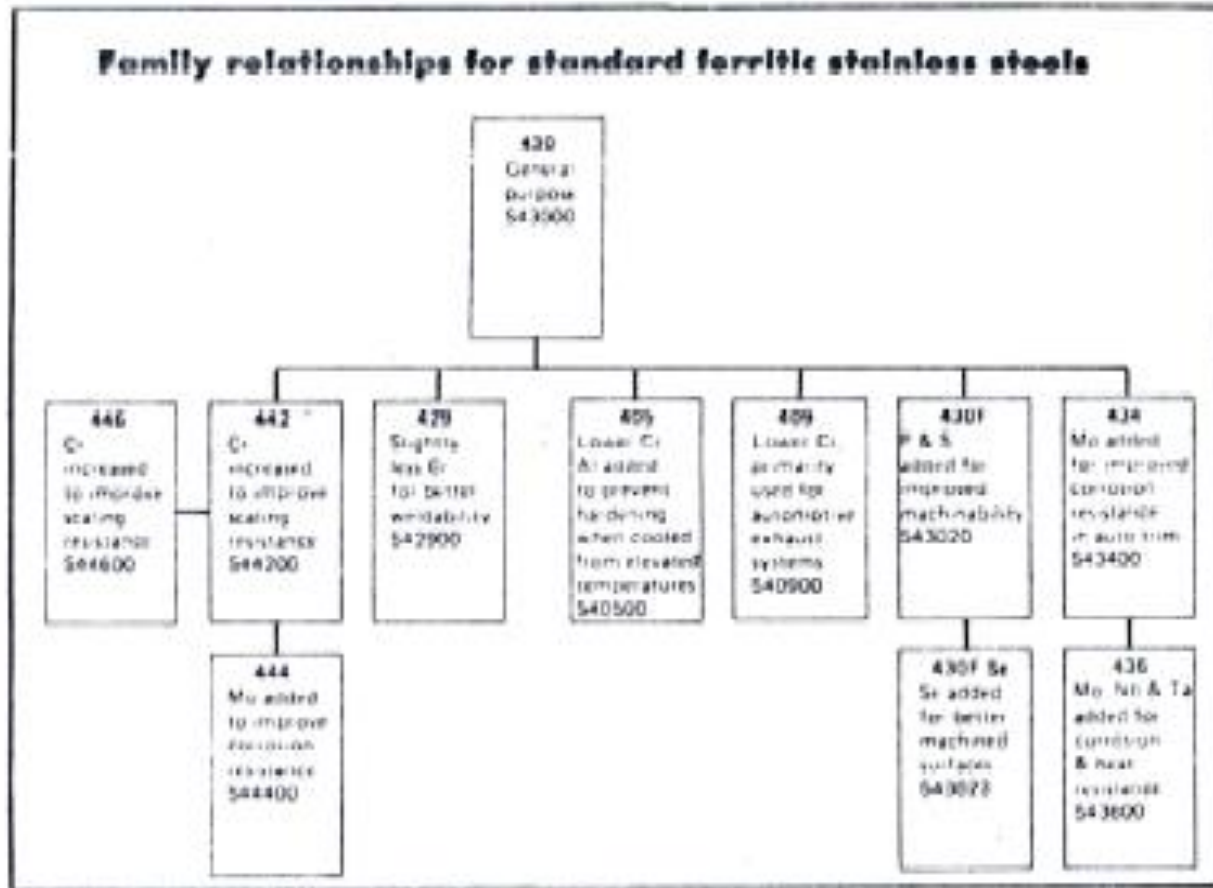 Family relationships for standard ferritic stainless steels
430
General
purpose
S43000
446
Cr
increased
to improve
scaling
resistance
S44600
442
Cr
increased
to improve
scaling
resistance
S44200
429
Slightly
less Cr
for better
weldability
S42900
405
Lower Cr
Al added
to prevent
hardening
when cooled
from elevated
temperatures
S40500
409
Lower Cr,
primarily
used for
automotive
exhaust
systems
S40900
430F
P & S
added for
improved
machinability
S43020
434
Mo added
for improved
corrosion
resistance
in auto trim
S43400
444
Mo added
to improve
corrosion
resistance
S44400
430F Se
Se added
for better
machined
surfaces
S43023
436
Mo, Nb & Ta
added for
corrosion
& heat
resistance
S43600